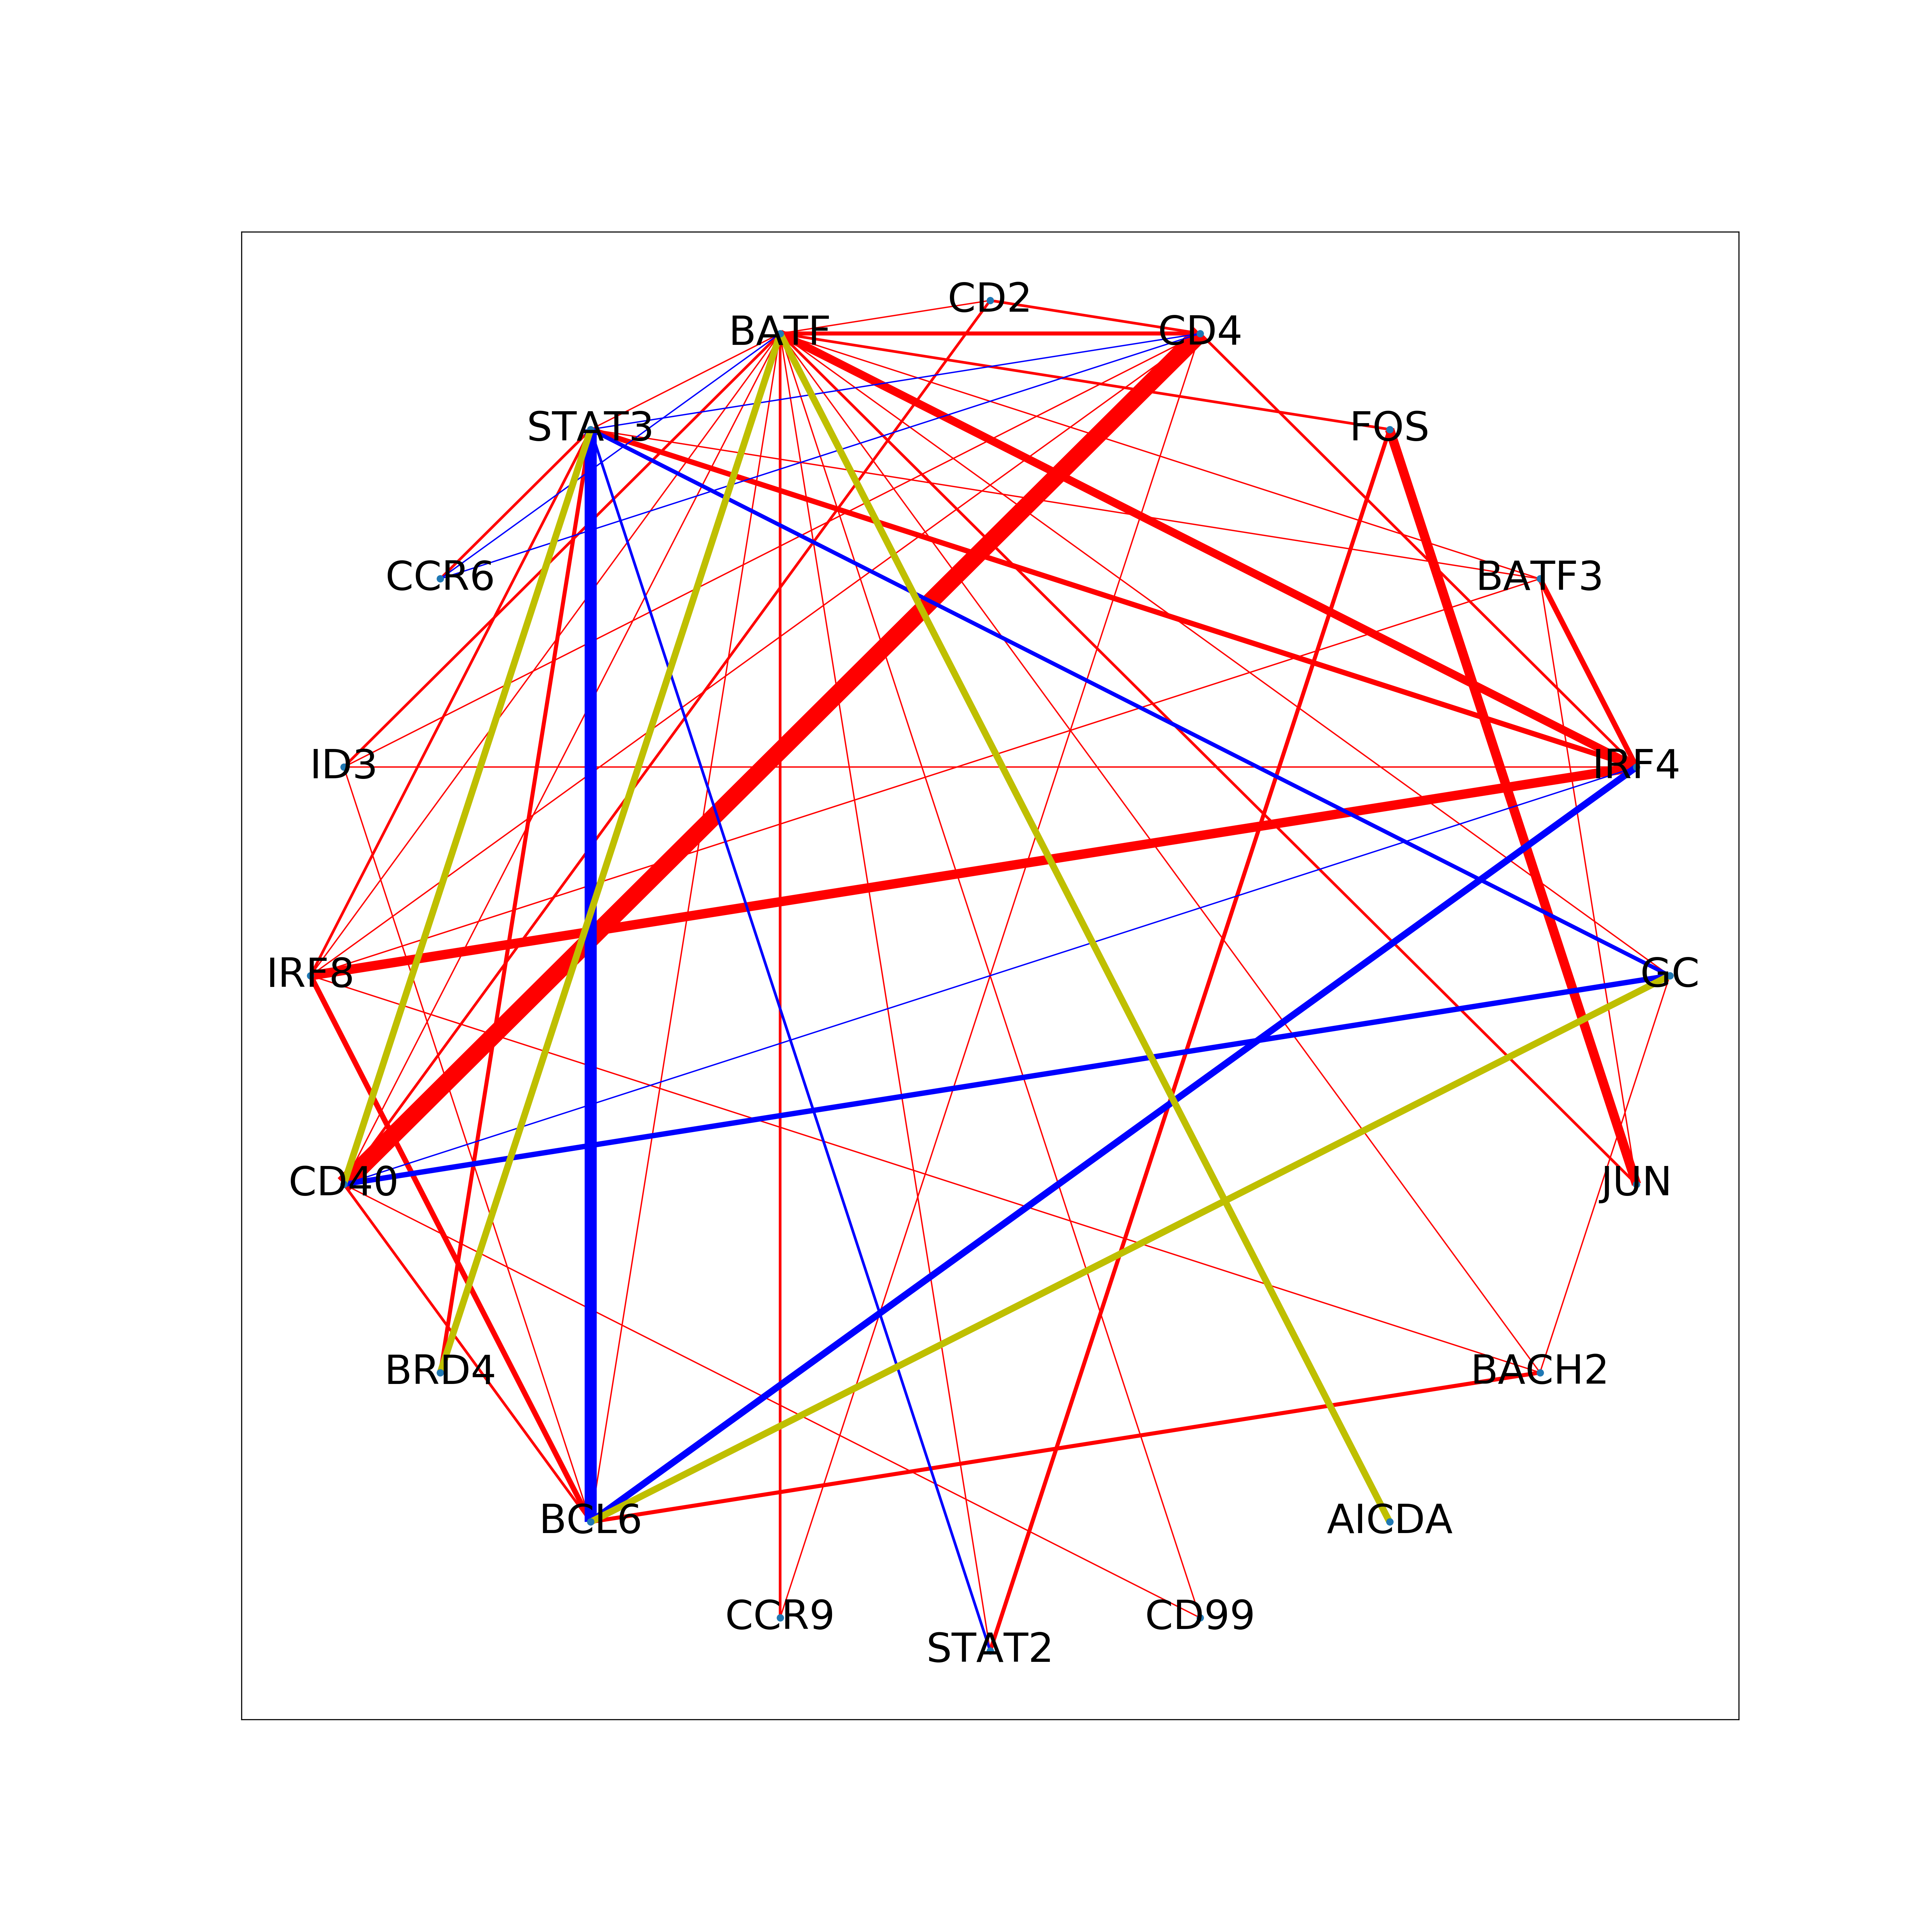 CD2
BATF
CD4
STAT3
FOS
CCR6
BATF3
ID3
IRF4
IRF8
GC
CD40
JUN
BRD4
BACH2
BCL6
AICDA
CCR9
CD99
STAT2